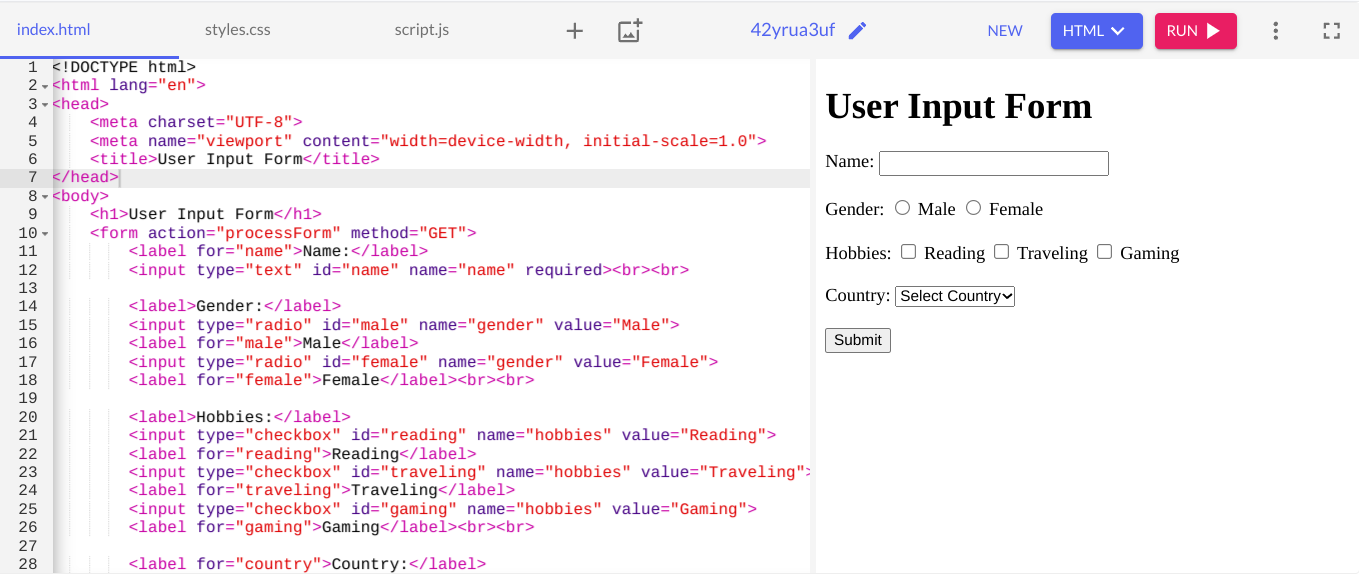 index.html styles.css script.js 42yrua3uf NEW HTML RUN
1 <!DOCTYPE html>
2 <html lang="en">
3 <head>
4     <meta charset="UTF-8">
5     <meta name="viewport" content="width=device-width, initial-scale=1.0">
6     <title>User Input Form</title>
7 </head>
8 <body>
9     <h1>User Input Form</h1>
10     <form action="processForm" method="GET">
11         <label for="name">Name:</label>
12         <input type="text" id="name" name="name" required><br><br>
13
14         <label>Gender:</label>
15         <input type="radio" id="male" name="gender" value="Male">
16         <label for="male">Male</label>
17         <input type="radio" id="female" name="gender" value="Female">
18         <label for="female">Female</label><br><br>
19
20         <label>Hobbies:</label>
21         <input type="checkbox" id="reading" name="hobbies" value="Reading">
22         <label for="reading">Reading</label>
23         <input type="checkbox" id="traveling" name="hobbies" value="Traveling">
24         <label for="traveling">Traveling</label>
25         <input type="checkbox" id="gaming" name="hobbies" value="Gaming">
26         <label for="gaming">Gaming</label><br><br>
27
28         <label for="country">Country:</label>
User Input Form
Name:
Gender: Male Female
Hobbies: Reading Traveling Gaming
Country: Select Country
Submit